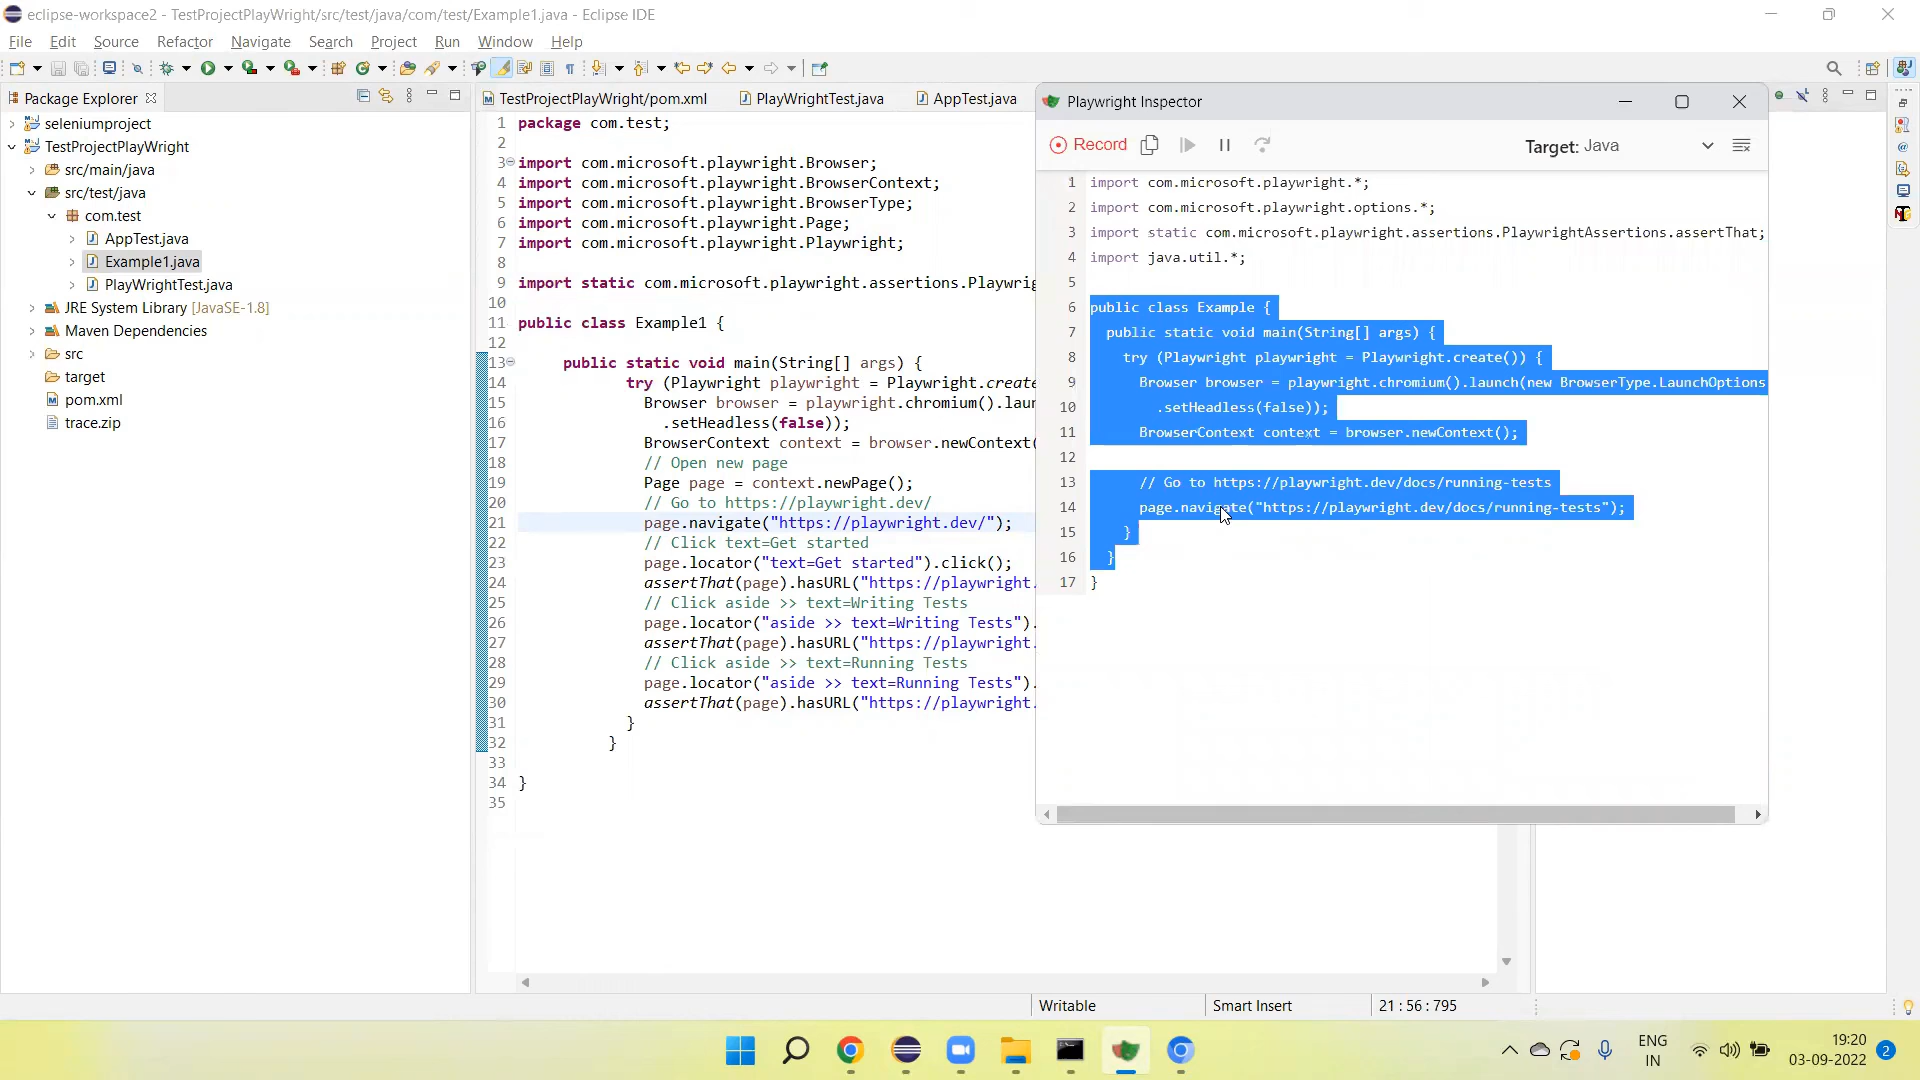 eclipse-workspace2 - TestProjectPlayWright/src/test/java/com/test/Example1.java - Eclipse IDE
File Edit Source Refactor Navigate Search Project Run Window Help
Package Explorer
seleniumproject
TestProjectPlayWright
src/main/java
src/test/java
com.test
AppTest.java
Example1.java
PlayWrightTest.java
JRE System Library [JavaSE-1.8]
Maven Dependencies
src
target
pom.xml
trace.zip
TestProjectPlayWright/pom.xml PlayWrightTest.java AppTest.java
1 package com.test;
2
3 import com.microsoft.playwright.Browser;
4 import com.microsoft.playwright.BrowserContext;
5 import com.microsoft.playwright.BrowserType;
6 import com.microsoft.playwright.Page;
7 import com.microsoft.playwright.Playwright;
8
9 import static com.microsoft.playwright.assertions.Playwrig
10
11 public class Example1 {
12
13 public static void main(String[] args) {
14 try (Playwright playwright = Playwright.create
15 Browser browser = playwright.chromium().laun
16 .setHeadless(false));
17 BrowserContext context = browser.newContext(
18 // Open new page
19 Page page = context.newPage();
20 // Go to https://playwright.dev/
21 page.navigate("https://playwright.dev/");
22 // Click text=Get started
23 page.locator("text=Get started").click();
24 assertThat(page).hasURL("https://playwright.
25 // Click aside >> text=Writing Tests
26 page.locator("aside >> text=Writing Tests").
27 assertThat(page).hasURL("https://playwright.
28 // Click aside >> text=Running Tests
29 page.locator("aside >> text=Running Tests").
30 assertThat(page).hasURL("https://playwright.
31 }
32 }
33
34 }
35
Playwright Inspector
Record Target: Java
1 import com.microsoft.playwright.*;
2 import com.microsoft.playwright.options.*;
3 import static com.microsoft.playwright.assertions.PlaywrightAssertions.assertThat;
4 import java.util.*;
5
6 public class Example {
7 public static void main(String[] args) {
8 try (Playwright playwright = Playwright.create()) {
9 Browser browser = playwright.chromium().launch(new BrowserType.LaunchOptions
10 .setHeadless(false));
11 BrowserContext context = browser.newContext();
12
13 // Go to https://playwright.dev/docs/running-tests
14 page.navigate("https://playwright.dev/docs/running-tests");
15 }
16 }
17 }
Writable Smart Insert 21 : 56 : 795
ENG
IN
19:20
03-09-2022
2